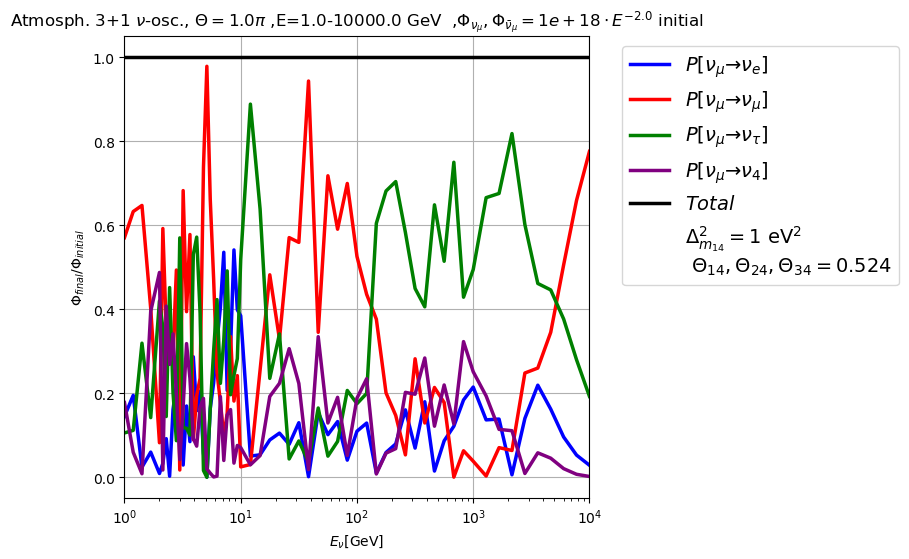 Atmosph. 3+1 ν-osc., Θ = 1.0π ,E=1.0-10000.0 GeV ,Φ_{ν_μ}, Φ_{ν̄_μ} = 1e + 18 · E^{−2.0} initial
P[ν_μ→ν_e]
P[ν_μ→ν_μ]
P[ν_μ→ν_τ]
P[ν_μ→ν_4]
Total
Δ²_{m_{14}} = 1 eV²
Θ_{14}, Θ_{24}, Θ_{34} = 0.524
Φ_{final}/Φ_{initial}
1.0
0.8
0.6
0.4
0.2
0.0
10^0 10^1 10^2 10^3 10^4
E_ν[GeV]